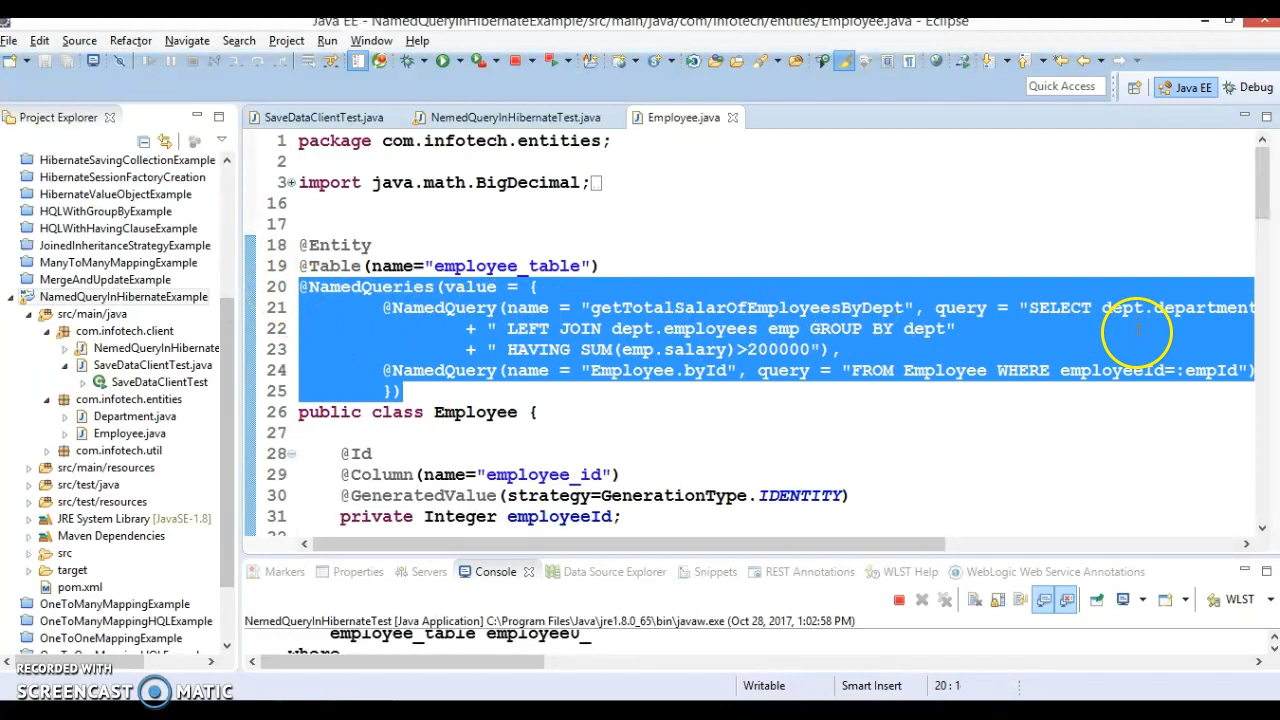 Java EE - NamedQueryInHibernateExample/src/main/java/com/infotech/entities/Employee.java - Eclipse
File Edit Source Refactor Navigate Search Project Run Window Help
Quick Access
Java EE
Debug
Project Explorer
SaveDataClientTest.java
NemedQueryInHibernateTest.java
Employee.java
HibernateSavingCollectionExample
HibernateSessionFactoryCreation
HibernateValueObjectExample
HQLWithGroupByExample
HQLWithHavingClauseExample
JoinedInheritanceStrategyExample
ManyToManyMappingExample
MergeAndUpdateExample
NamedQueryInHibernateExample
src/main/java
com.infotech.client
NemedQueryInHibernate
SaveDataClientTest.java
SaveDataClientTest
com.infotech.entities
Department.java
Employee.java
com.infotech.util
src/main/resources
src/test/java
src/test/resources
JRE System Library [JavaSE-1.8]
Maven Dependencies
src
target
pom.xml
OneToManyMappingExample
OneToManyMappingHQLExample
OneToOneMappingExample
1 package com.infotech.entities;
2
3 import java.math.BigDecimal;
16
17
18 @Entity
19 @Table(name="employee_table")
20 @NamedQueries(value = {
21 @NamedQuery(name = "getTotalSalarOfEmployeesByDept", query = "SELECT dept.department
22 + " LEFT JOIN dept.employees emp GROUP BY dept"
23 + " HAVING SUM(emp.salary)>200000"),
24 @NamedQuery(name = "Employee.byId", query = "FROM Employee WHERE employeeId=:empId")
25 })
26 public class Employee {
27
28 @Id
29 @Column(name="employee_id")
30 @GeneratedValue(strategy=GenerationType.IDENTITY)
31 private Integer employeeId;
Markers Properties Servers Console Data Source Explorer Snippets REST Annotations WLST Help WebLogic Web Service Annotations
WLST
NemedQueryInHibernateTest [Java Application] C:\Program Files\Java\jre1.8.0_65\bin\javaw.exe (Oct 28, 2017, 1:02:58 PM)
employee_table employee0_
where
Writable
Smart Insert
20 : 1
RECORDED WITH
SCREENCAST MATIC